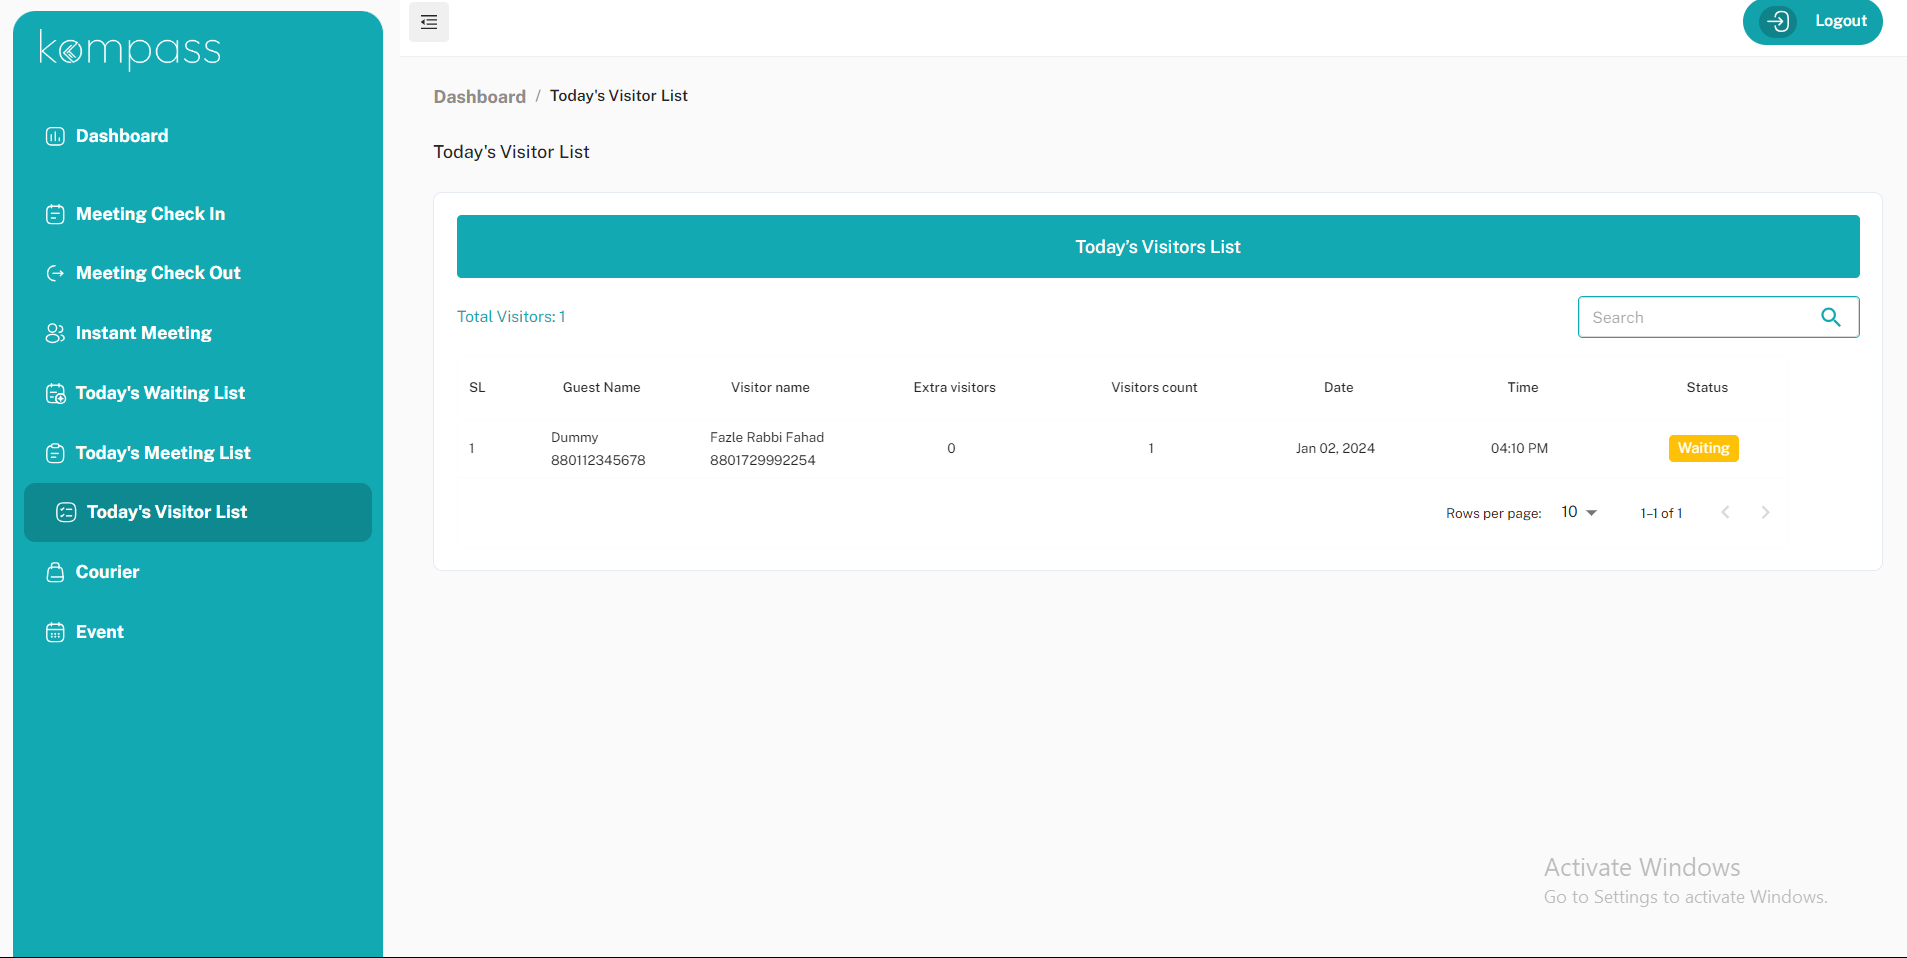 kompass
Logout
Dashboard / Today's Visitor List
Dashboard
Today's Visitor List
Meeting Check In
Meeting Check Out
Instant Meeting
Today's Waiting List
Today's Meeting List
Today's Visitor List
Courier
Event
Today’s Visitors List
Total Visitors: 1
Search
SL Guest Name Visitor name Extra visitors Visitors count Date Time Status
1 Dummy 880112345678 Fazle Rabbi Fahad 8801729992254 0 1 Jan 02, 2024 04:10 PM Waiting
Rows per page: 10 1–1 of 1
Activate Windows
Go to Settings to activate Windows.